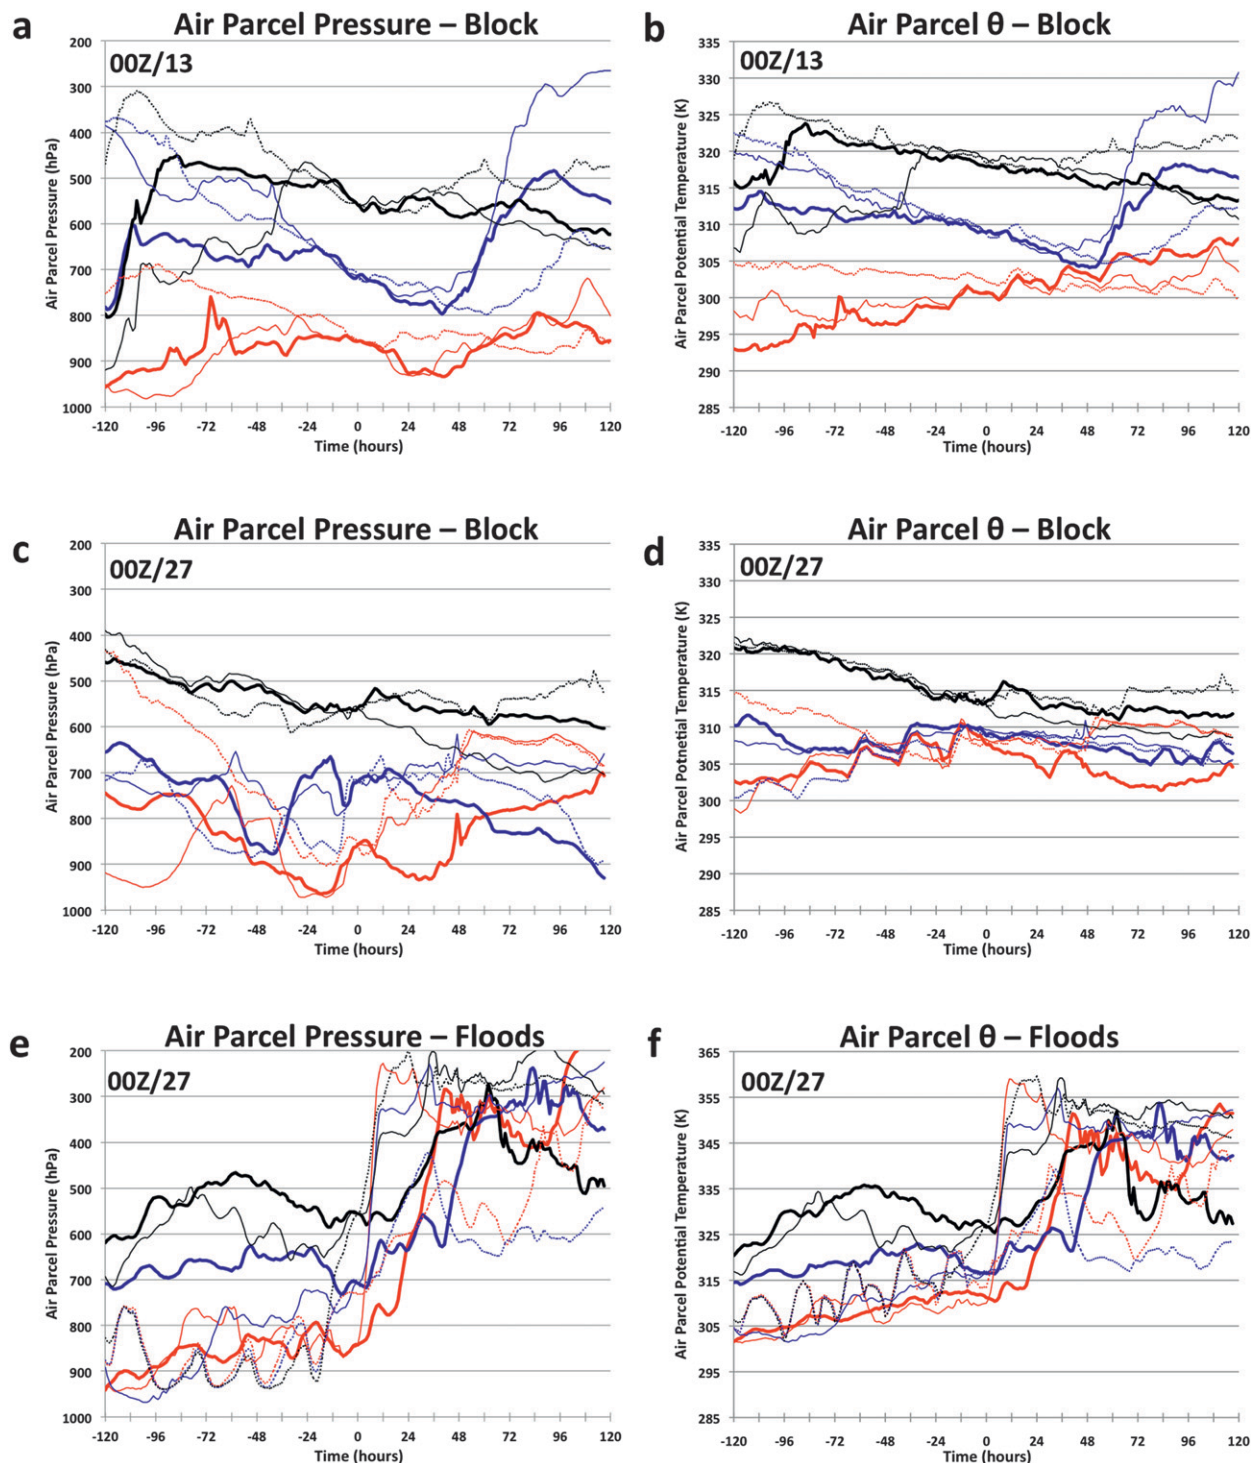 a
Air Parcel Pressure – Block
00Z/13
Air Parcel Pressure (hPa)
200
300
400
500
600
700
800
900
1000
-120 -96 -72 -48 -24 0 24 48 72 96 120
Time (hours)
b
Air Parcel θ – Block
00Z/13
Air Parcel Potential Temperature (K)
335
330
325
320
315
310
305
300
295
290
285
-120 -96 -72 -48 -24 0 24 48 72 96 120
Time (hours)
c
Air Parcel Pressure – Block
00Z/27
Air Parcel Pressure (hPa)
200
300
400
500
600
700
800
900
1000
-120 -96 -72 -48 -24 0 24 48 72 96 120
Time (hours)
d
Air Parcel θ – Block
00Z/27
Air Parcel Potnetial Temperature (K)
335
330
325
320
315
310
305
300
295
290
285
-120 -96 -72 -48 -24 0 24 48 72 96 120
Time (hours)
e
Air Parcel Pressure – Floods
00Z/27
Air Parcel Pressure (hPa)
200
300
400
500
600
700
800
900
1000
-120 -96 -72 -48 -24 0 24 48 72 96 120
Time (hours)
f
Air Parcel θ – Floods
00Z/27
Air Parcel Potential Temperature (K)
365
355
345
335
325
315
305
295
285
-120 -96 -72 -48 -24 0 24 48 72 96 120
Time (hours)